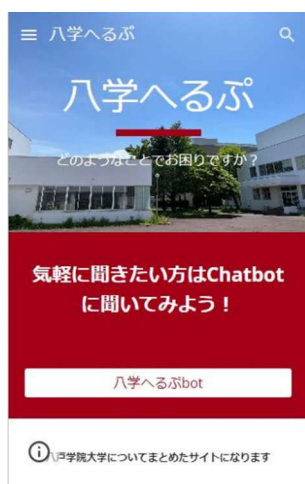 八学へるぷ
八学へるぷ
どのようなことでお困りですか？
気軽に聞きたい方はChatbot
に聞いてみよう！
八学へるぷbot
戸学院大学についてまとめたサイトになります